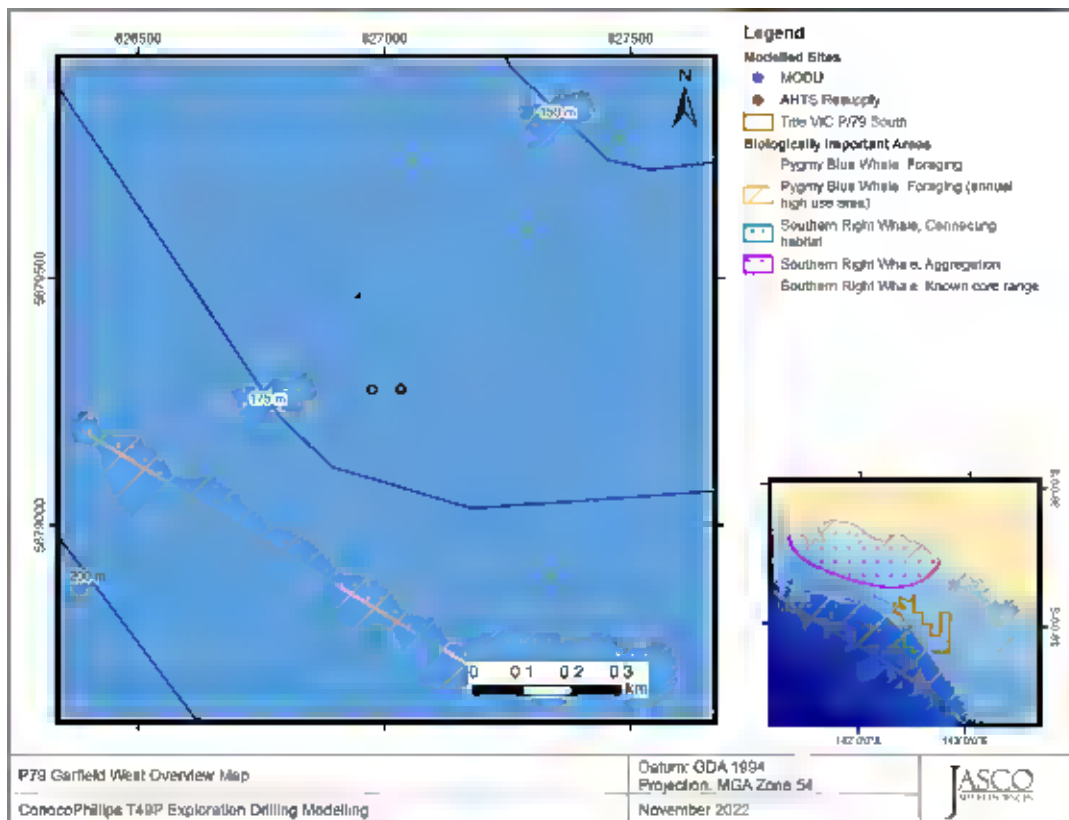 626500 627000 627500
Legend
Modelled Sites
MODU
AHTS Resupply
Title VIC P/79 South
Biologically Important Areas
Pygmy Blue Whale, Foraging
Pygmy Blue Whale, Foraging (annual
high use area)
Southern Right Whale, Connecting
habitat
Southern Right Whale, Aggregation
Southern Right Whale, Known core range
N
150 m
5679500
175 m
5679000
200 m
0 0.1 0.2 0.3
km
P79 Garfield West Overview Map
ConocoPhillips T49P Exploration Drilling Modelling
Datum: GDA 1994
Projection: MGA Zone 54
November 2022
JASCO